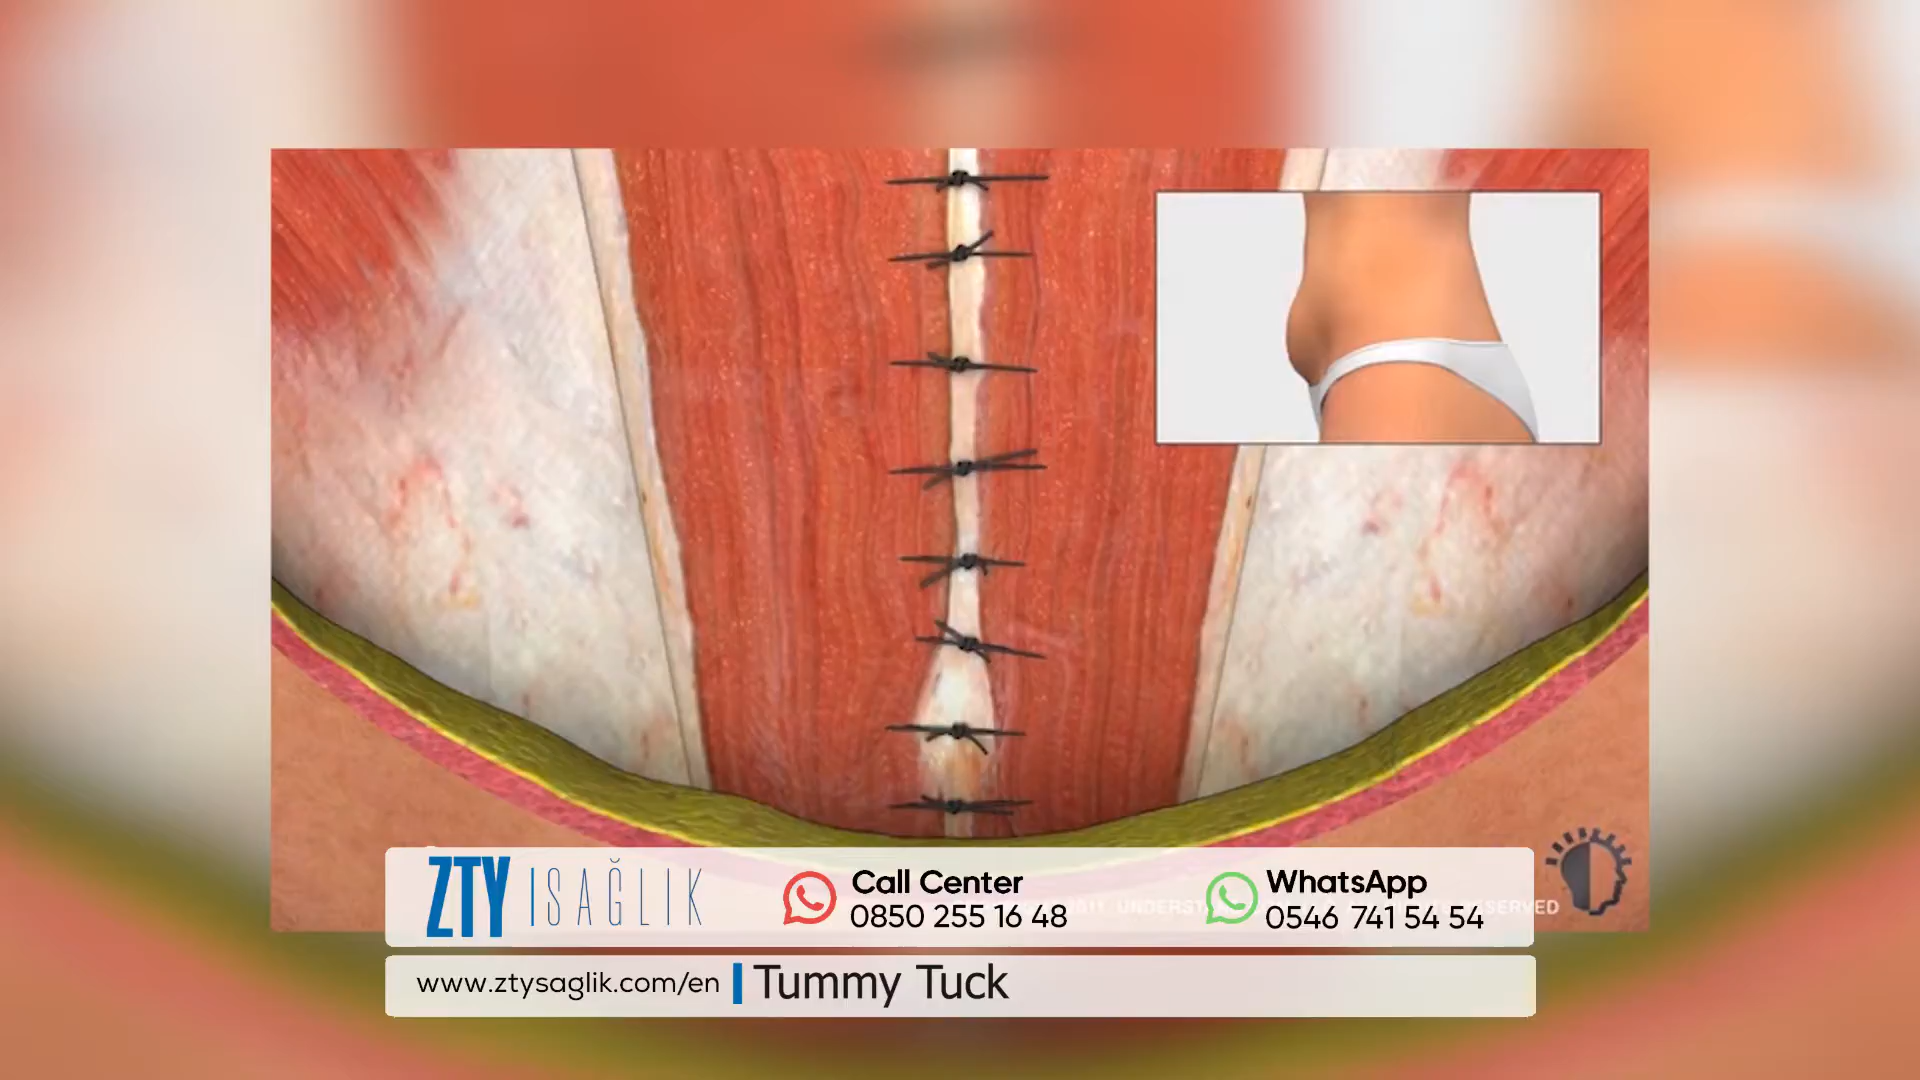 ZTY SAĞLIK
Call Center
0850 255 16 48
WhatsApp
0546 741 54 54
RESERVED
www.ztysaglik.com/en
Tummy Tuck